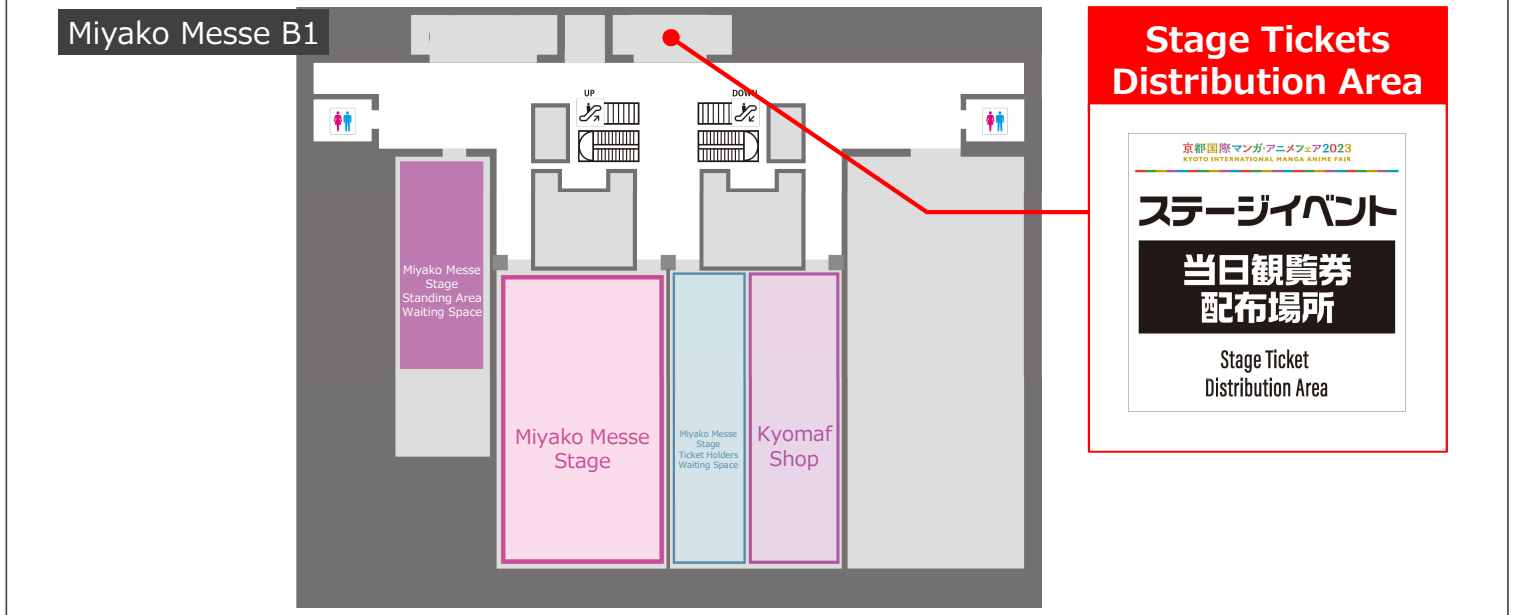 Miyako Messe B1
UP
DOWN
Miyako Messe
Stage
Standing Area
Waiting Space
Miyako Messe
Stage
Miyako Messe
Stage
Ticket Holders
Waiting Space
Kyomaf
Shop
Stage Tickets
Distribution Area
京都国際マンガ・アニメフェア2023
KYOTO INTERNATIONAL MANGA ANIME FAIR
ステージイベント
当日観覧券
配布場所
Stage Ticket
Distribution Area